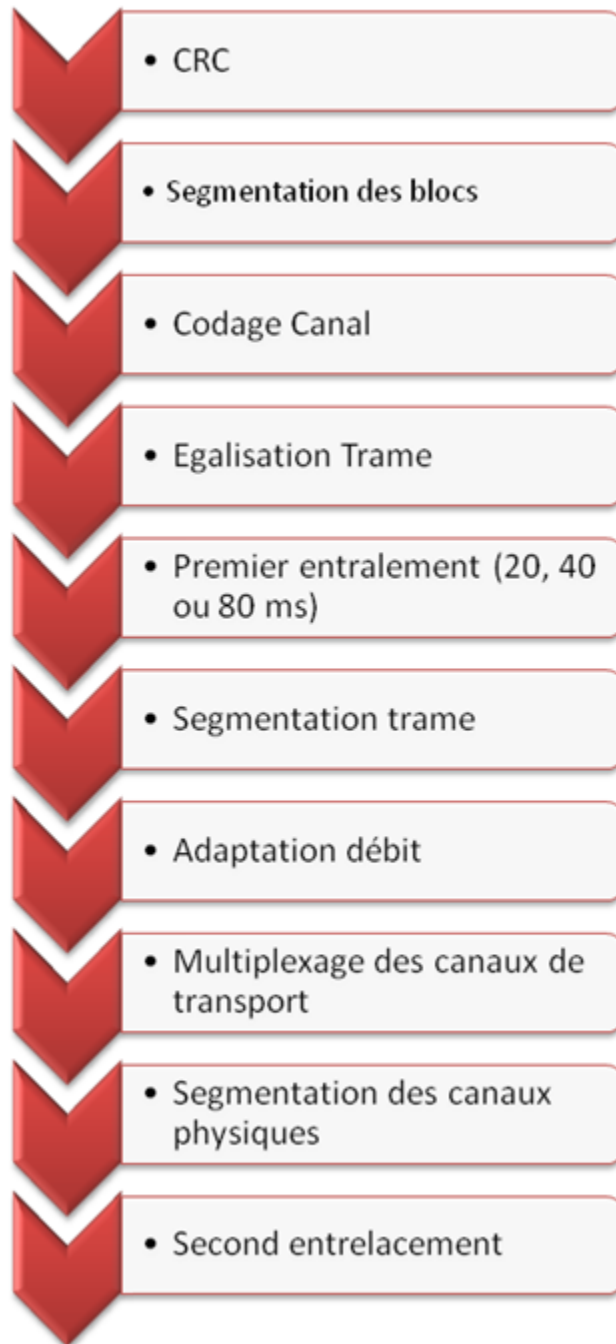 • CRC
• Segmentation des blocs
• Codage Canal
• Egalisation Trame
• Premier entralement (20, 40
ou 80 ms)
• Segmentation trame
• Adaptation débit
• Multiplexage des canaux de
transport
• Segmentation des canaux
physiques
• Second entrelacement